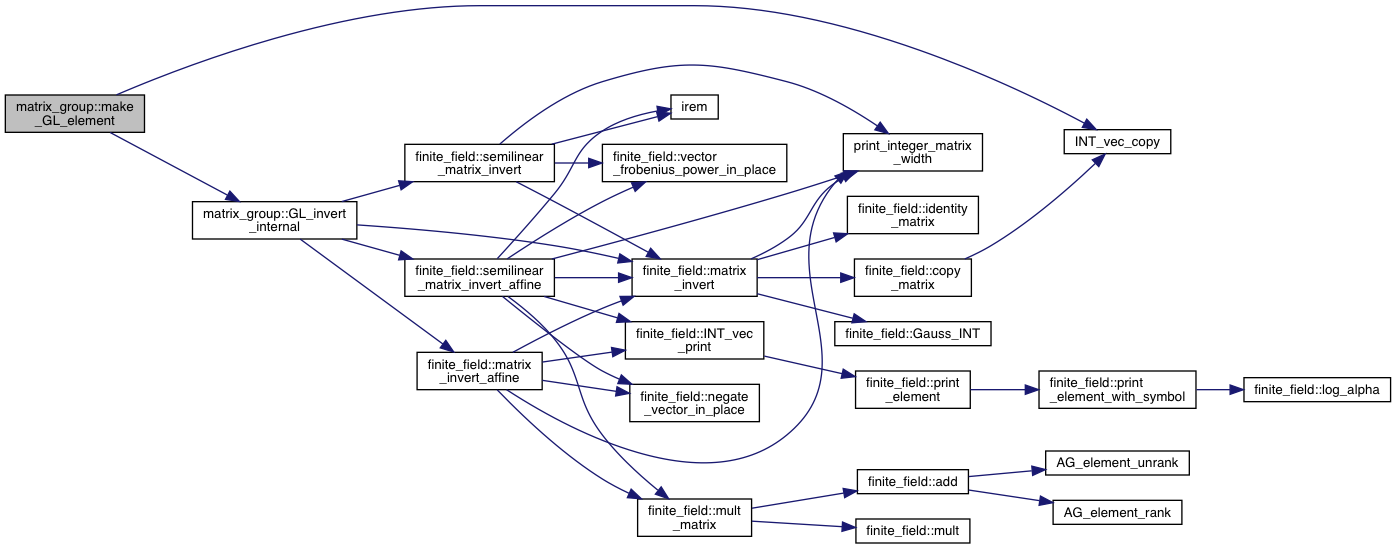 matrix_group::make
_GL_element
matrix_group::GL_invert
_internal
finite_field::semilinear
_matrix_invert
finite_field::semilinear
_matrix_invert_affine
finite_field::matrix
_invert_affine
irem
finite_field::vector
_frobenius_power_in_place
finite_field::matrix
_invert
finite_field::INT_vec
_print
finite_field::negate
_vector_in_place
finite_field::mult
_matrix
print_integer_matrix
_width
finite_field::identity
_matrix
finite_field::copy
_matrix
finite_field::Gauss_INT
finite_field::print
_element
finite_field::add
finite_field::mult
INT_vec_copy
finite_field::print
_element_with_symbol
AG_element_unrank
AG_element_rank
finite_field::log_alpha